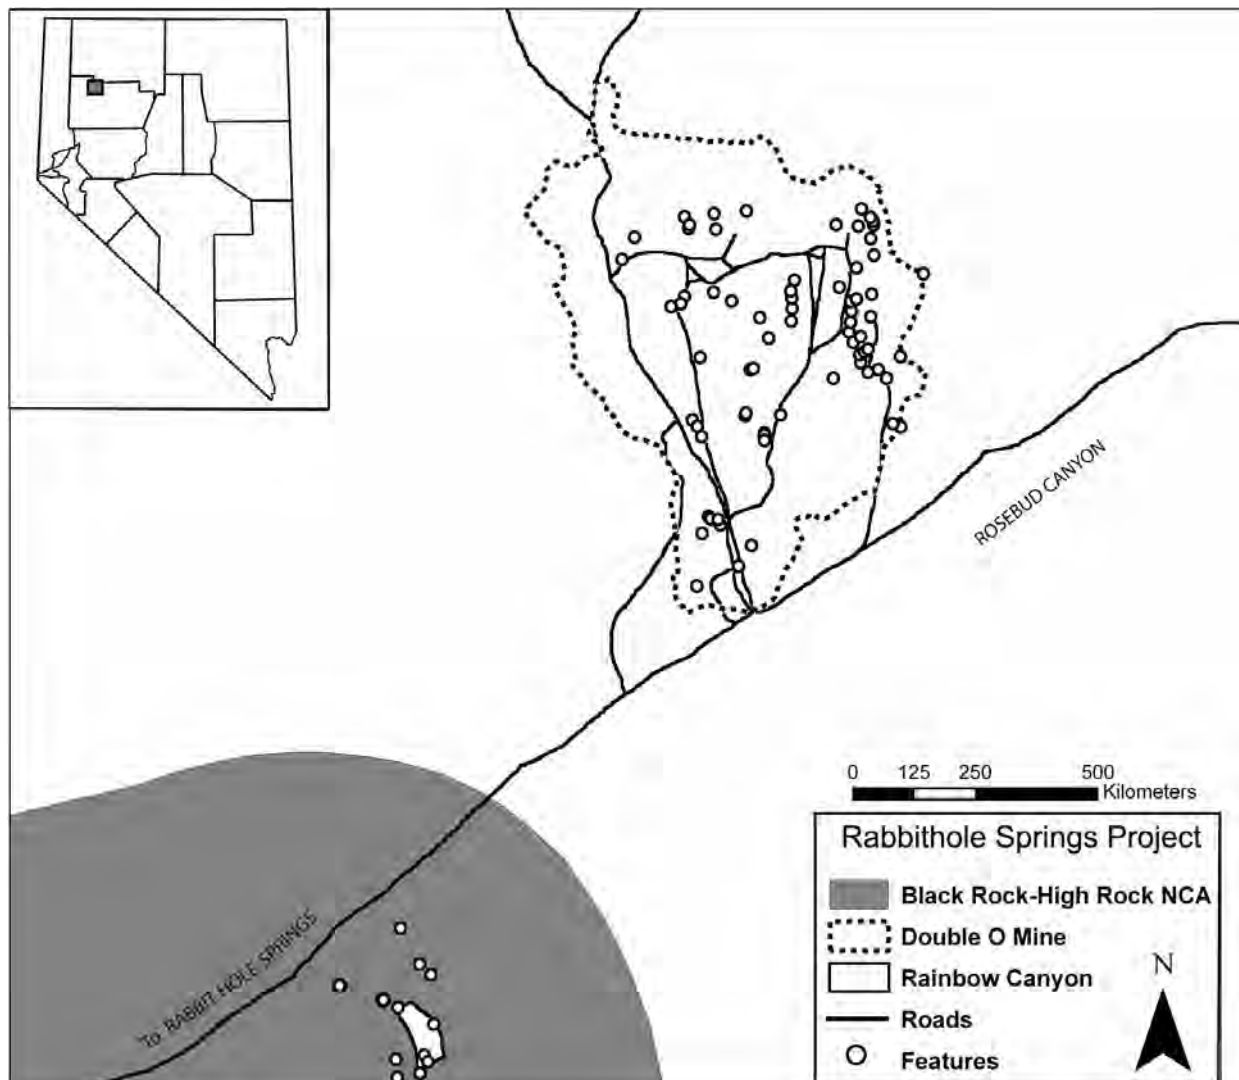 ROSEBUD CANYON
0 125 250 500
Kilometers
Rabbithole Springs Project
Black Rock-High Rock NCA
Double O Mine
Rainbow Canyon
Roads
Features
N
To RABBIT HOLE SPRINGS